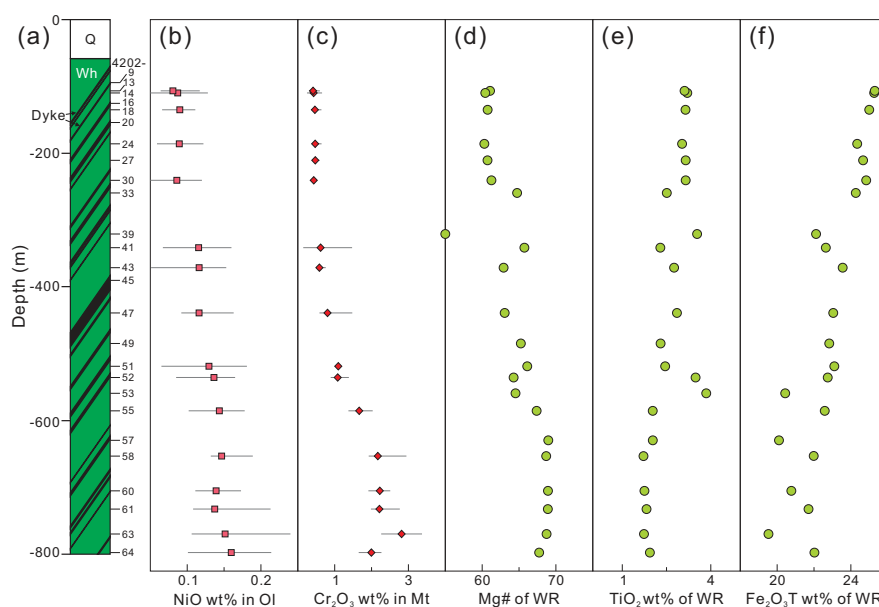 (a)
(b)
(c)
(d)
(e)
(f)
0
-200
-400
-600
-800
Depth (m)
Q
Wh
Dyke
4202-
9
13
14
16
18
20
24
27
30
33
39
41
43
45
47
49
51
52
53
55
57
58
60
61
63
64
0.1 0.2
NiO wt% in Ol
1 3
Cr₂O₃ wt% in Mt
60 70
Mg# of WR
1 4
TiO₂ wt% of WR
20 24
Fe₂O₃T wt% of WR